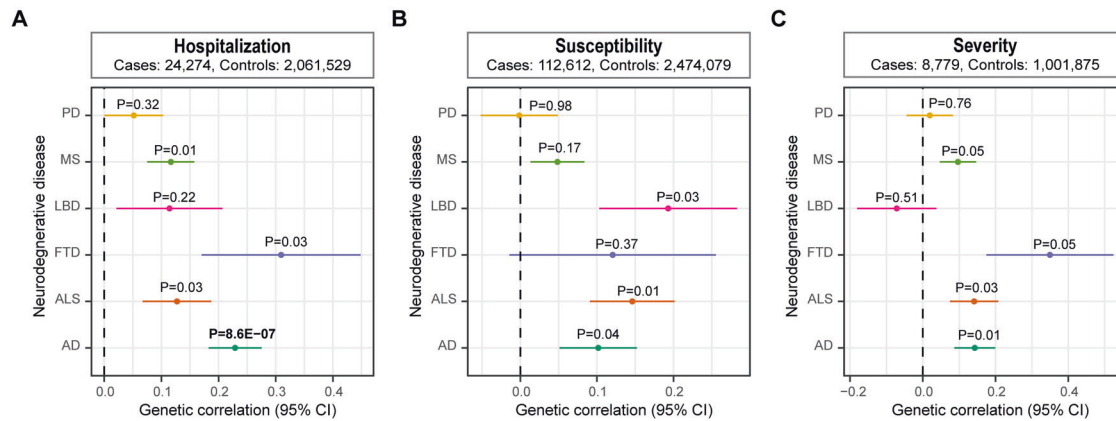 A
Hospitalization
Cases: 24,274, Controls: 2,061,529
Neurodegnerative disease
PD
MS
LBD
FTD
ALS
AD
P=0.32
P=0.01
P=0.22
P=0.03
P=0.03
P=8.6E−07
0.0 0.1 0.2 0.3 0.4
Genetic correlation (95% CI)
B
Susceptibility
Cases: 112,612, Controls: 2,474,079
Neurodegnerative disease
PD
MS
LBD
FTD
ALS
AD
P=0.98
P=0.17
P=0.03
P=0.37
P=0.01
P=0.04
0.0 0.1 0.2
Genetic correlation (95% CI)
C
Severity
Cases: 8,779, Controls: 1,001,875
Neurodegnerative disease
PD
MS
LBD
FTD
ALS
AD
P=0.76
P=0.05
P=0.51
P=0.05
P=0.03
P=0.01
−0.2 0.0 0.2 0.4
Genetic correlation (95% CI)